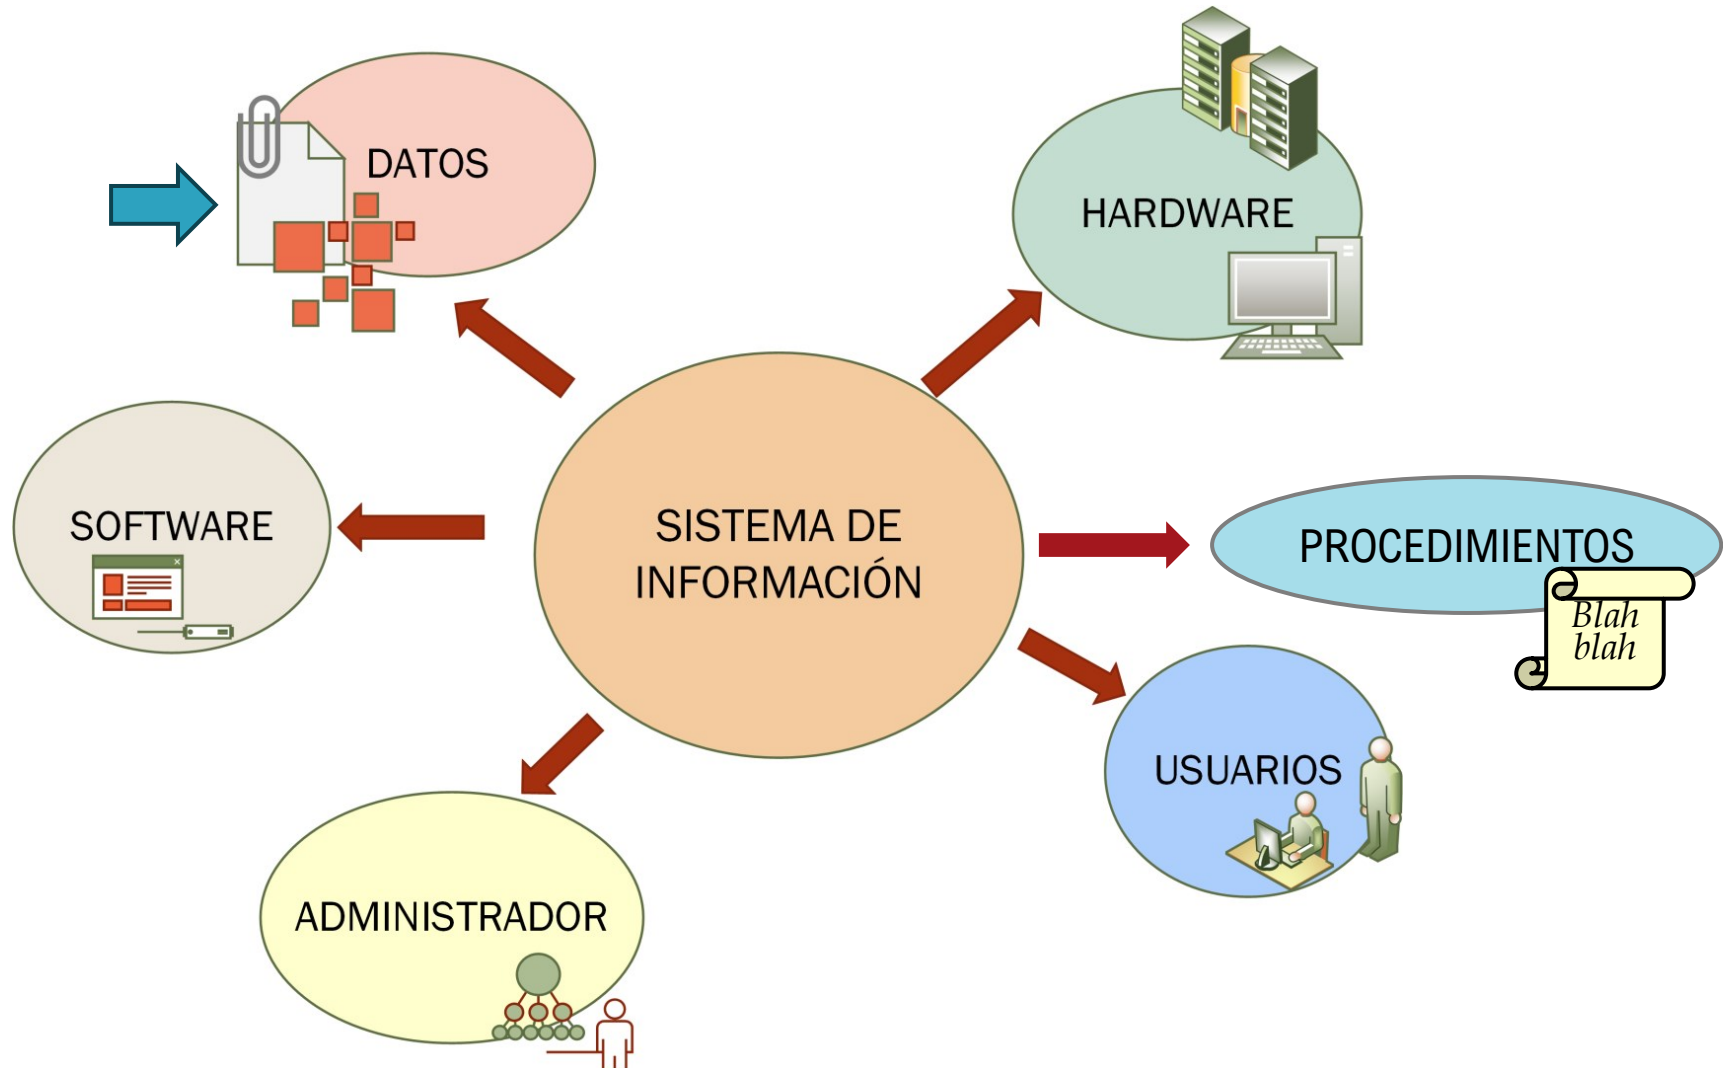 DATOS
HARDWARE
SOFTWARE
SISTEMA DE
INFORMACIÓN
PROCEDIMIENTOS
Blah
blah
USUARIOS
ADMINISTRADOR